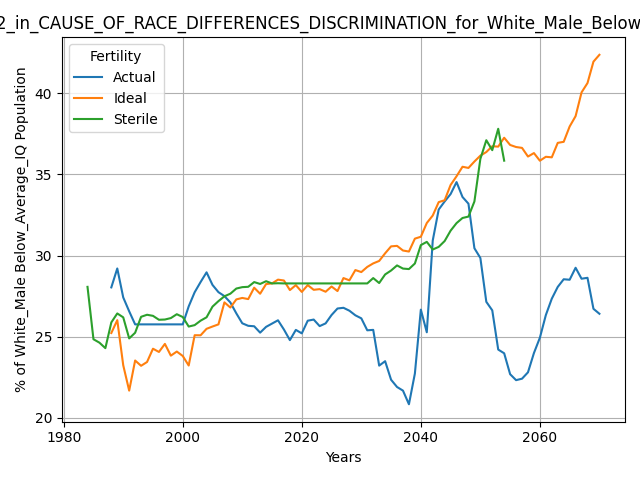 2_in_CAUSE_OF_RACE_DIFFERENCES_DISCRIMINATION_for_White_Male_Below
Fertility
Actual
Ideal
Sterile
% of White_Male Below_Average_IQ Population
40
35
30
25
20
1980
2000
2020
2040
2060
Years